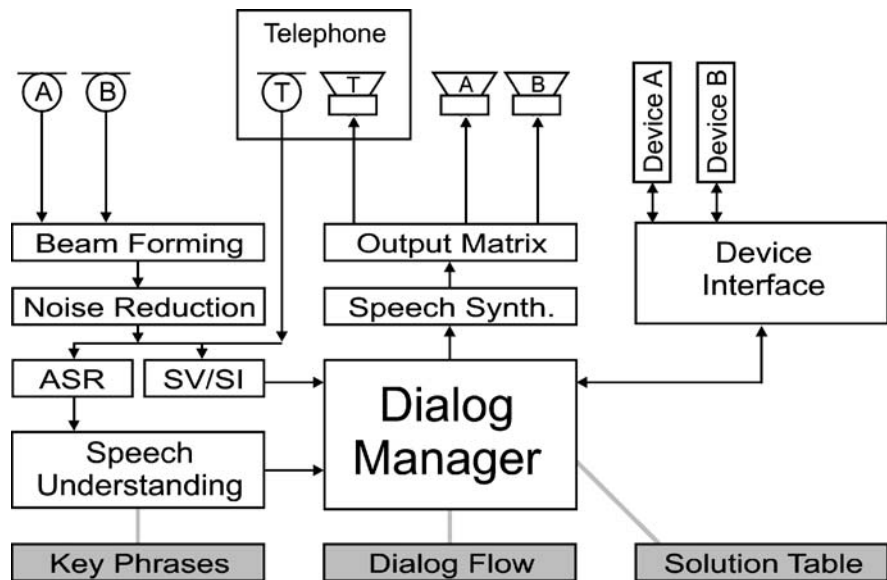 Telephone
A
B
T
T
A
B
Device A
Device B
Beam Forming
Output Matrix
Device
Interface
Noise Reduction
Speech Synth.
ASR
SV/SI
Dialog
Manager
Speech
Understanding
Key Phrases
Dialog Flow
Solution Table